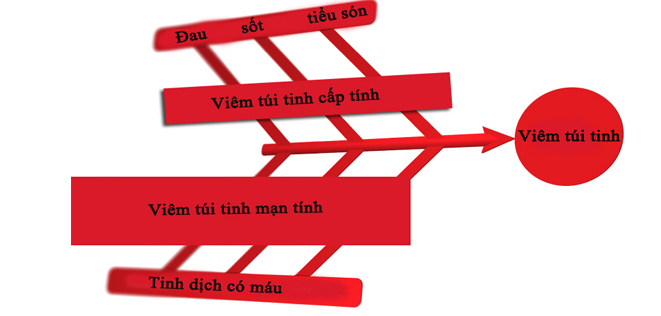 Đau sốt tiểu són
Viêm túi tinh cấp tính
Viêm túi tinh
Viêm túi tinh mạn tính
Tinh dịch có máu